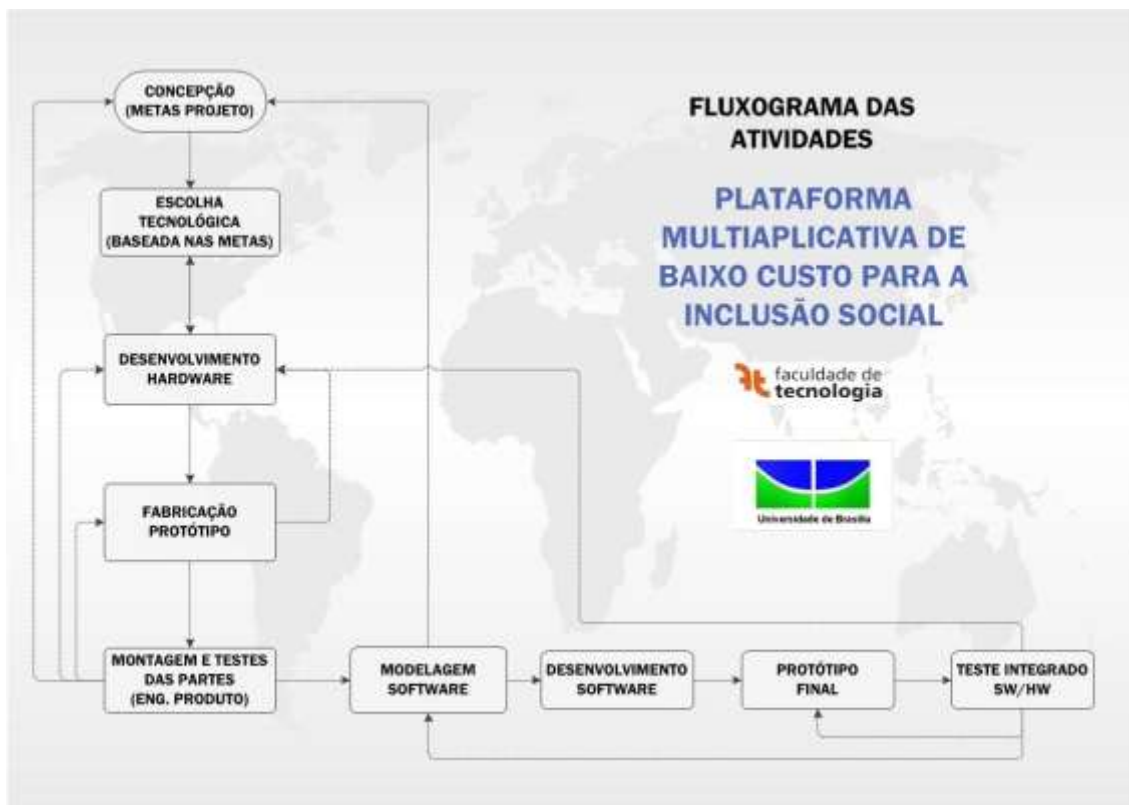 CONCEPÇÃO
(METAS PROJETO)
ESCOLHA
TECNOLÓGICA
(BASEADA NAS METAS)
DESENVOLVIMENTO
HARDWARE
FABRICAÇÃO
PROTÓTIPO
MONTAGEM E TESTES
DAS PARTES
(ENG. PRODUTO)
MODELAGEM
SOFTWARE
DESENVOLVIMENTO
SOFTWARE
PROTÓTIPO
FINAL
TESTE INTEGRADO
SW/HW
FLUXOGRAMA DAS
ATIVIDADES
PLATAFORMA
MULTIAPLICATIVA DE
BAIXO CUSTO PARA A
INCLUSÃO SOCIAL
ft faculdade de
tecnologia
Universidade de Brasília